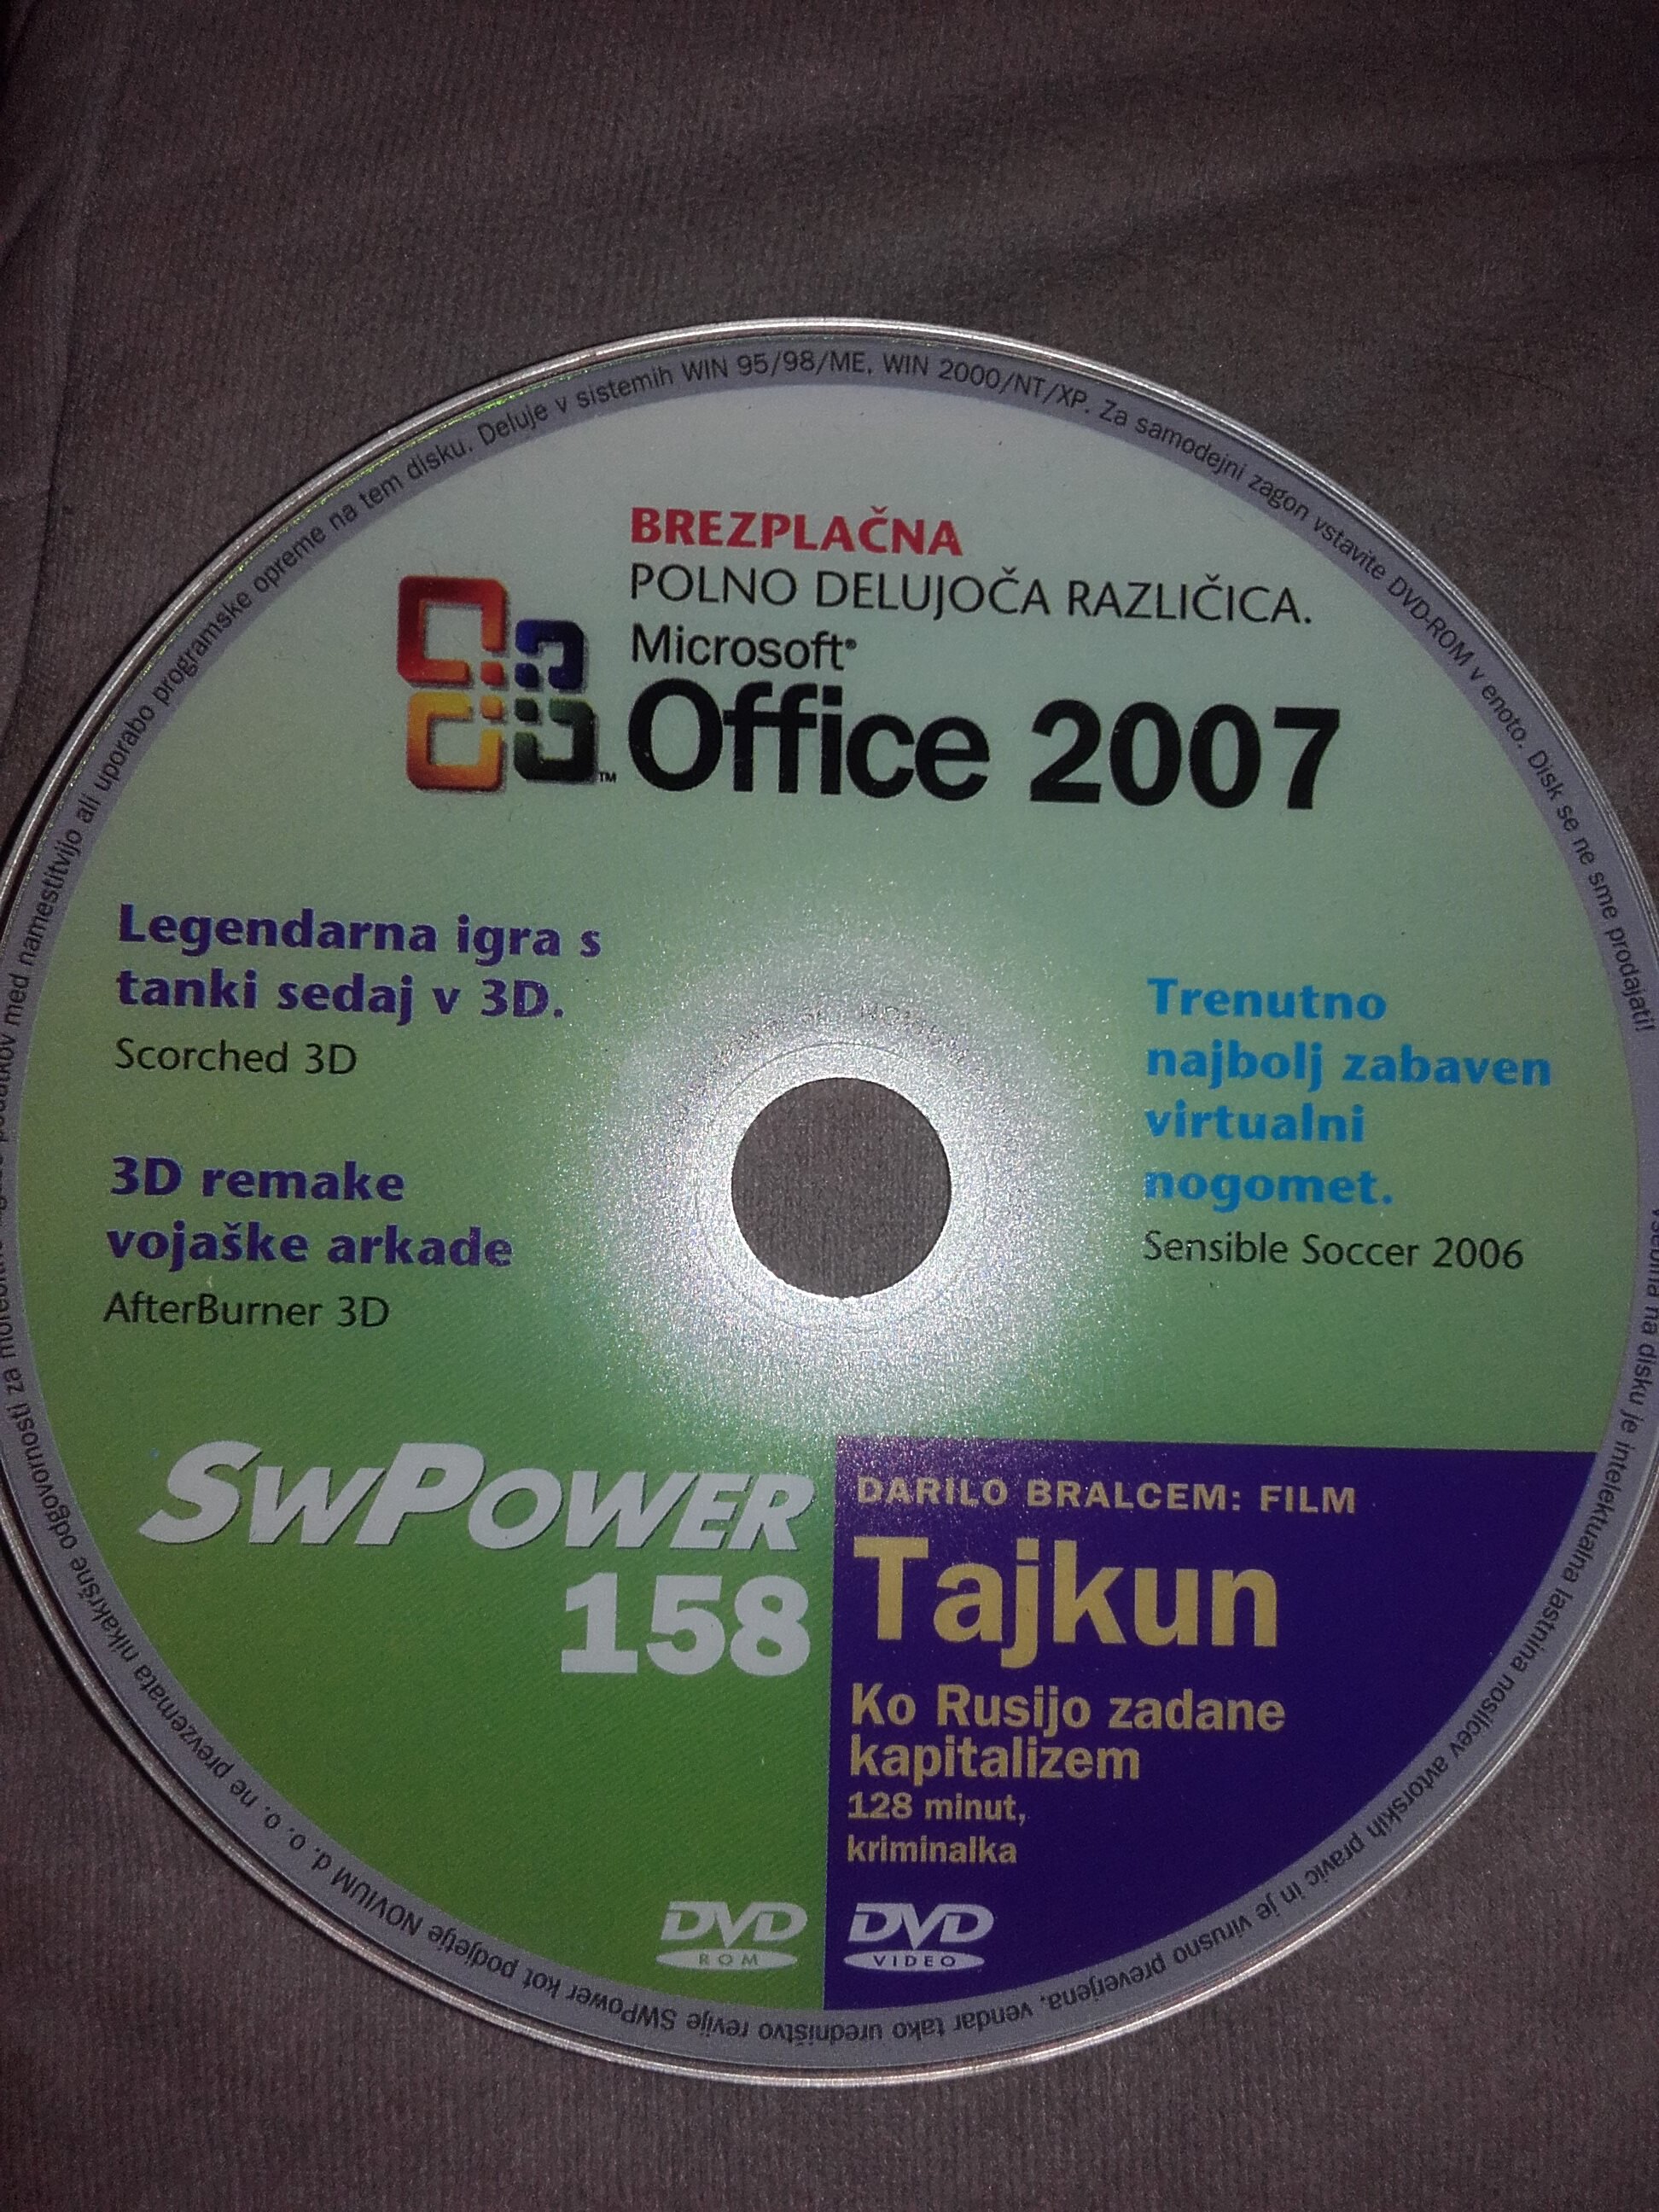 BREZPLAČNA
POLNO DELUJOČA RAZLIČICA.
Microsoft®
Office 2007
TM
Legendarna igra s
tanki sedaj v 3D.
Scorched 3D
3D remake
vojaške arkade
AfterBurner 3D
Trenutno
najbolj zabaven
virtualni
nogomet.
Sensible Soccer 2006
SWPOWER
158
DARILO BRALCEM: FILM
Tajkun
Ko Rusijo zadane
kapitalizem
128 minut,
kriminalka
DVD
ROM
DVD
VIDEO
med namestitvijo ali uporabo programske opreme na tem disku. Deluje v sistemih WIN 95/98/ME, WIN 2000/NT/XP. Za samodejni zagon vstavite DVD-ROM v enoto. Disk se ne sme prodajati!
Vsebina na disku je intelektualna lastnina nosilcev avtorskih pravic in je virusno preverjena, vendar tako uredništvo revije SWPower kot podjetje NOVIUM d. o. o. ne prevzemata nikakršne odgovornosti za